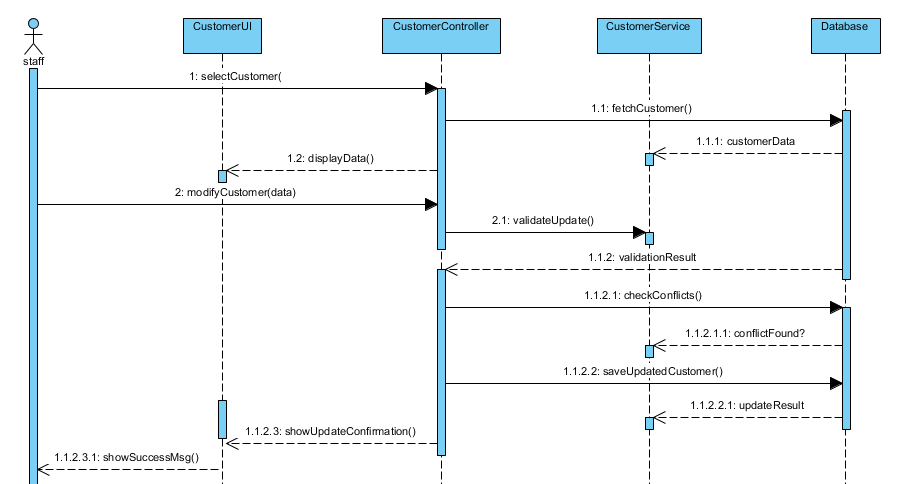 CustomerUI
CustomerController
CustomerService
Database
staff
1: selectCustomer(
1.1: fetchCustomer()
1.1.1: customerData
1.2: displayData()
2: modifyCustomer(data)
2.1: validateUpdate()
1.1.2: validationResult
1.1.2.1: checkConflicts()
1.1.2.1.1: conflictFound?
1.1.2.2: saveUpdatedCustomer()
1.1.2.2.1: updateResult
1.1.2.3: showUpdateConfirmation()
1.1.2.3.1: showSuccessMsg()